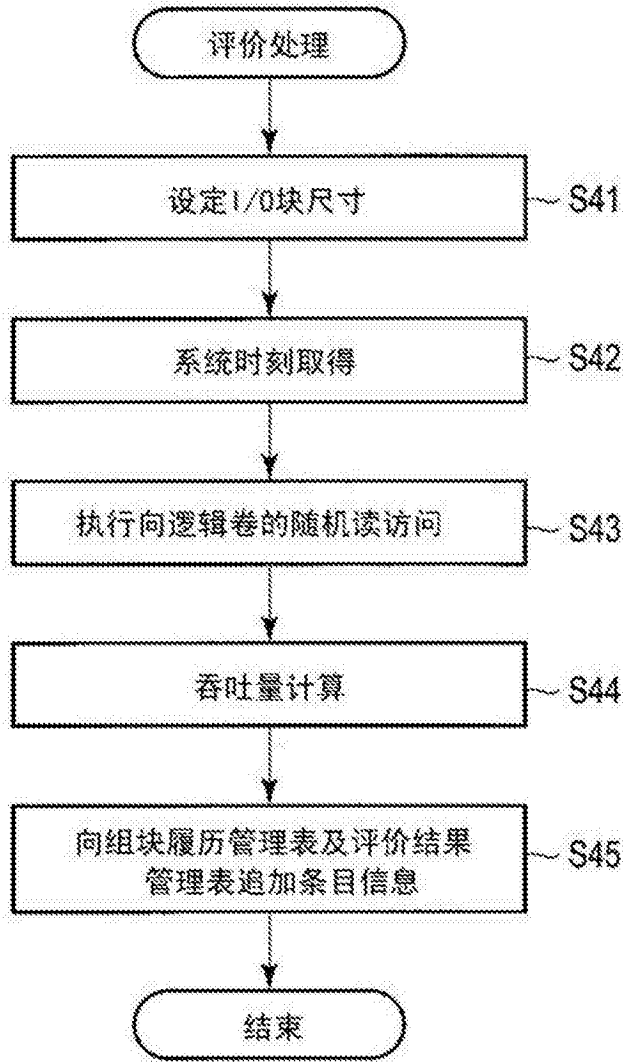 评价处理
设定I/O块尺寸
S41
系统时刻取得
S42
执行向逻辑卷的随机读访问
S43
吞吐量计算
S44
向组块履历管理表及评价结果
管理表追加条目信息
S45
结束